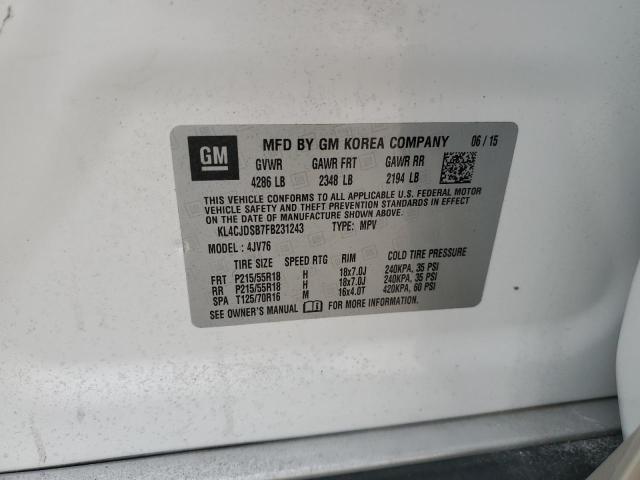 GM MFD BY GM KOREA COMPANY 06/15
GVWR GAWR FRT GAWR RR
4286 LB 2348 LB 2194 LB
THIS VEHICLE CONFORMS TO ALL APPLICABLE U.S. FEDERAL MOTOR
VEHICLE SAFETY, BUMPER, AND THEFT PREVENTION STANDARDS IN EFFECT ON
THE DATE OF MANUFACTURE SHOWN ABOVE.
KL4CJDSB7FB231243 TYPE: MPV
MODEL: 4JV76
TIRE SIZE SPEED RTG RIM COLD TIRE PRESSURE
FRT P215/55R18 H 18x7.0J 240KPA, 35 PSI
RR P215/55R18 H 18x7.0J 240KPA, 35 PSI
SPA T125/70R16 M 16x4.0T 420KPA, 60 PSI
SEE OWNER'S MANUAL FOR MORE INFORMATION.